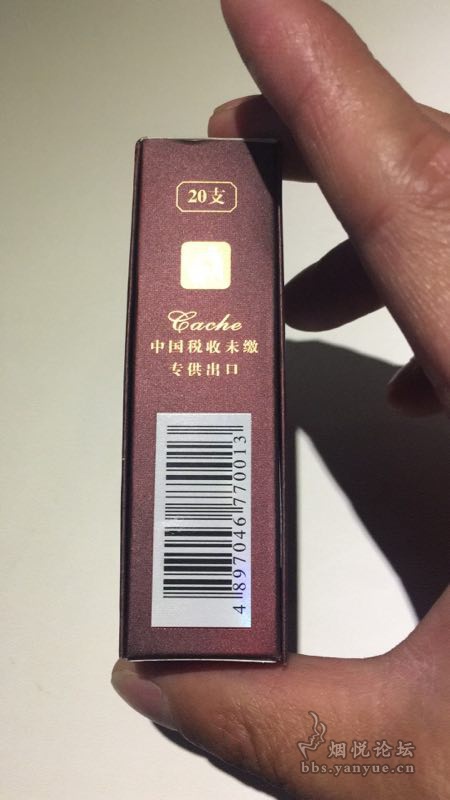 20支
Cache
中国税收未缴
专供出口
4 897046 770013
烟悦论坛
bbs.yanyue.cn